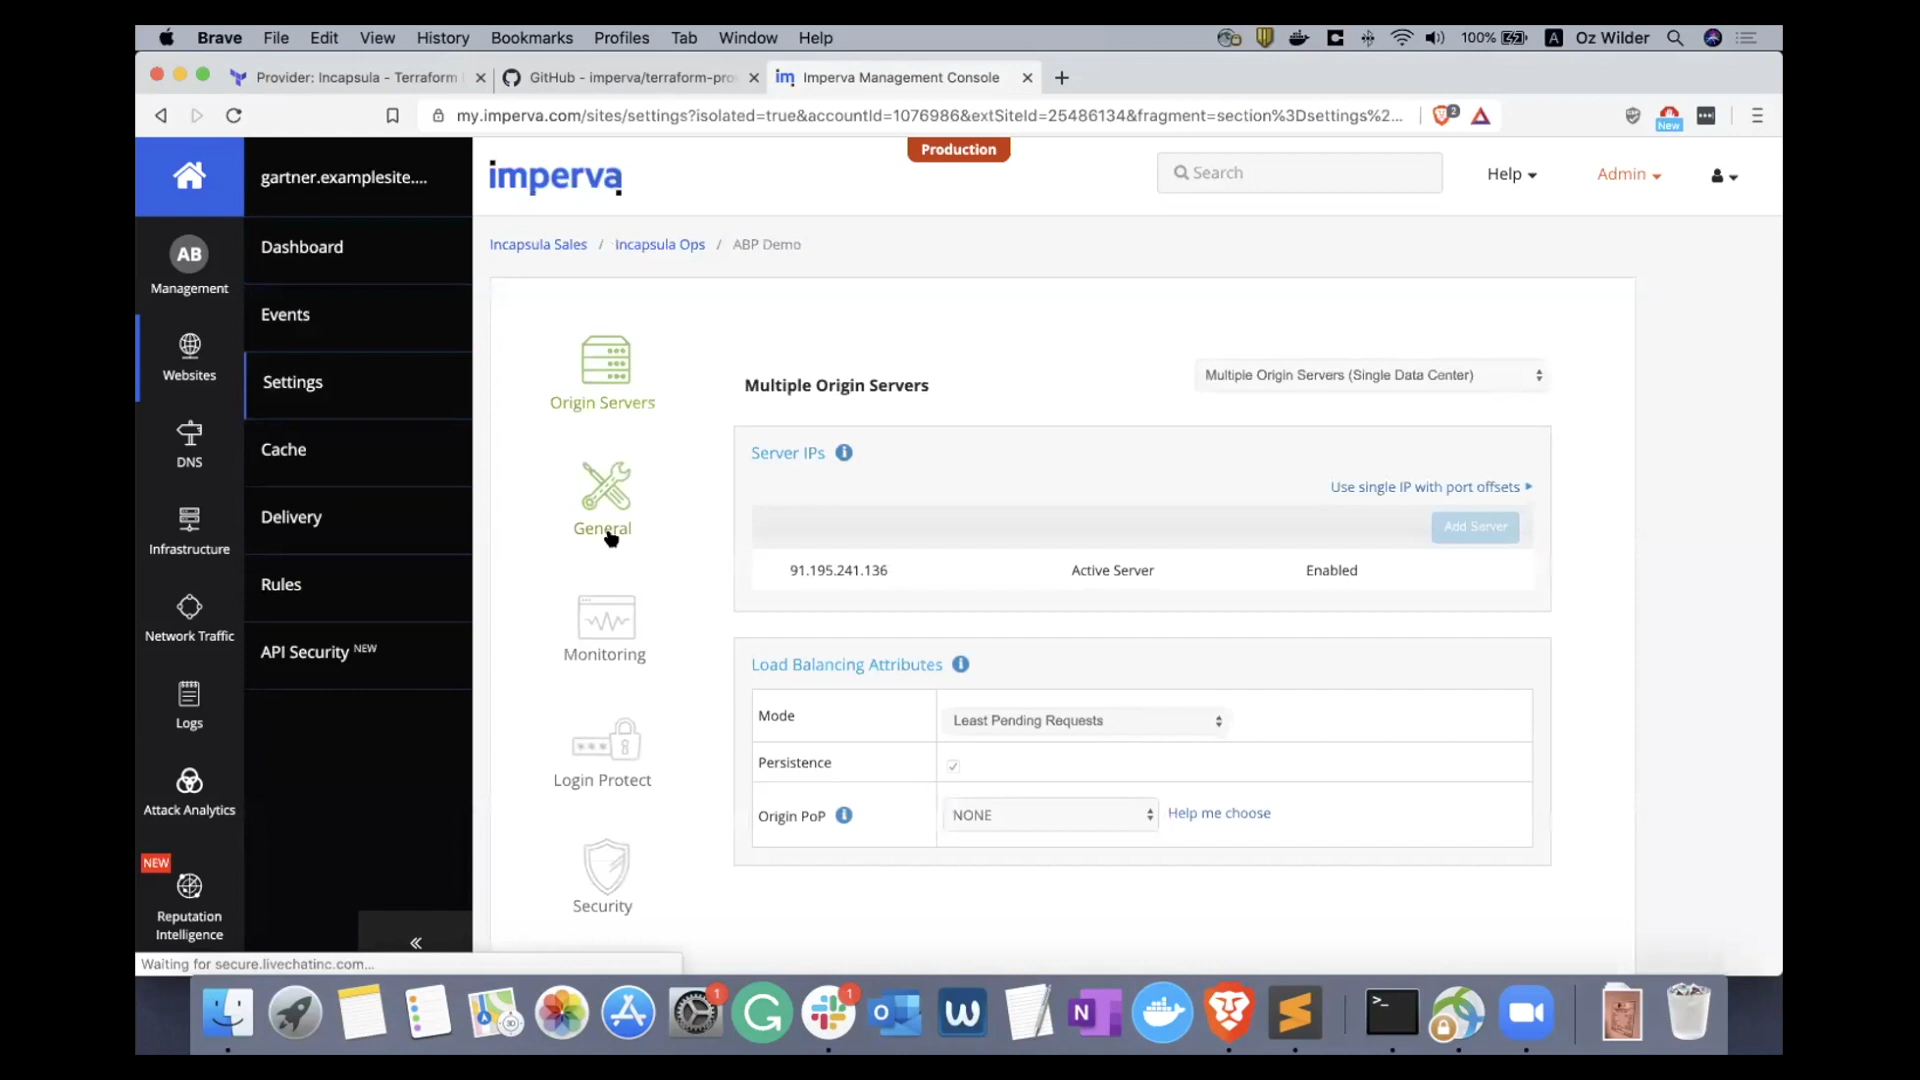 Brave File Edit View History Bookmarks Profiles Tab Window Help 100% A Oz Wilder
Provider: Incapsula - Terraform GitHub - imperva/terraform-pro im Imperva Management Console
my.imperva.com/sites/settings?isolated=true&accountId=1076986&extSiteId=25486134&fragment=section%3Dsettings%2... 2 New
Production
gartner.examplesite.... imperva Search Help Admin
Incapsula Sales / Incapsula Ops / ABP Demo
AB
Management
Websites
DNS
Infrastructure
Network Traffic
Logs
Attack Analytics
NEW
Reputation
Intelligence
Dashboard
Events
Settings
Cache
Delivery
Rules
API Security NEW
«
Origin Servers
General
Monitoring
Login Protect
Security
Multiple Origin Servers Multiple Origin Servers (Single Data Center)
Server IPs
Use single IP with port offsets
Add Server
91.195.241.136 Active Server Enabled
Load Balancing Attributes
Mode Least Pending Requests
Persistence
Origin PoP NONE Help me choose
Waiting for secure.livechatinc.com...
3D 1 G 1 O W N S >_